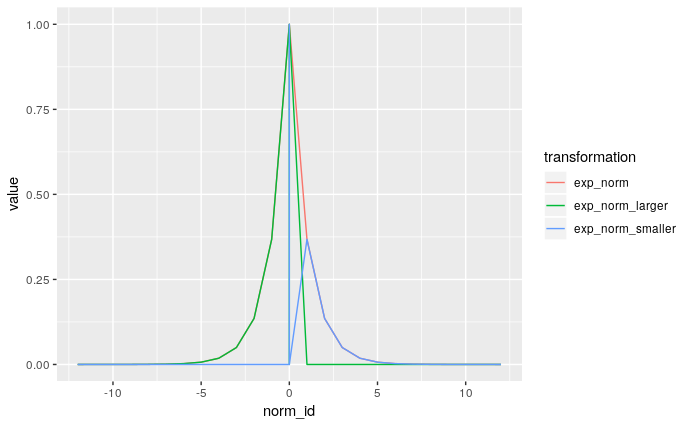 1.00
0.75
0.50
0.25
0.00
value
-10
-5
0
5
10
norm_id
transformation
exp_norm
exp_norm_larger
exp_norm_smaller